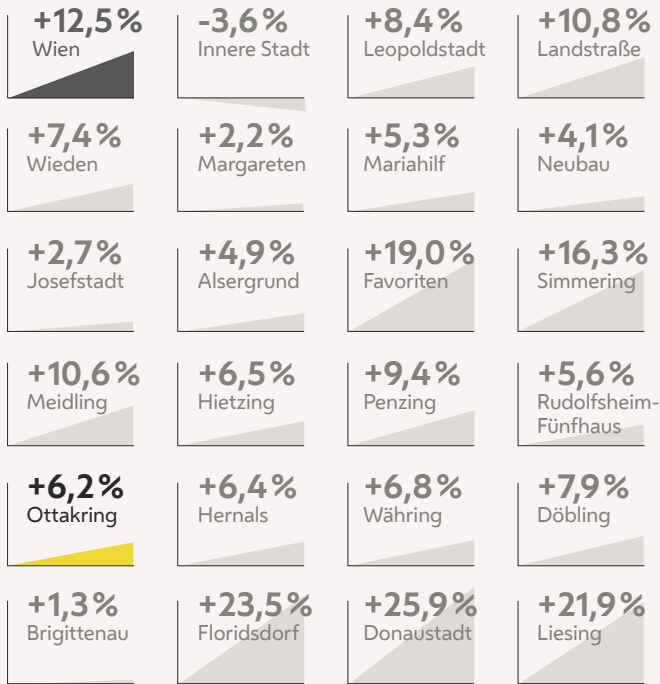 +12,5 %
Wien
-3,6 %
Innere Stadt
+8,4 %
Leopoldstadt
+10,8 %
Landstraße
+7,4 %
Wieden
+2,2 %
Margareten
+5,3 %
Mariahilf
+4,1 %
Neubau
+2,7 %
Josefstadt
+4,9 %
Alsergrund
+19,0 %
Favoriten
+16,3 %
Simmering
+10,6 %
Meidling
+6,5 %
Hietzing
+9,4 %
Penzing
+5,6 %
Rudolfsheim-
Fünfhaus
+6,2 %
Ottakring
+6,4 %
Hernals
+6,8 %
Währing
+7,9 %
Döbling
+1,3 %
Brigittenau
+23,5 %
Floridsdorf
+25,9 %
Donaustadt
+21,9 %
Liesing